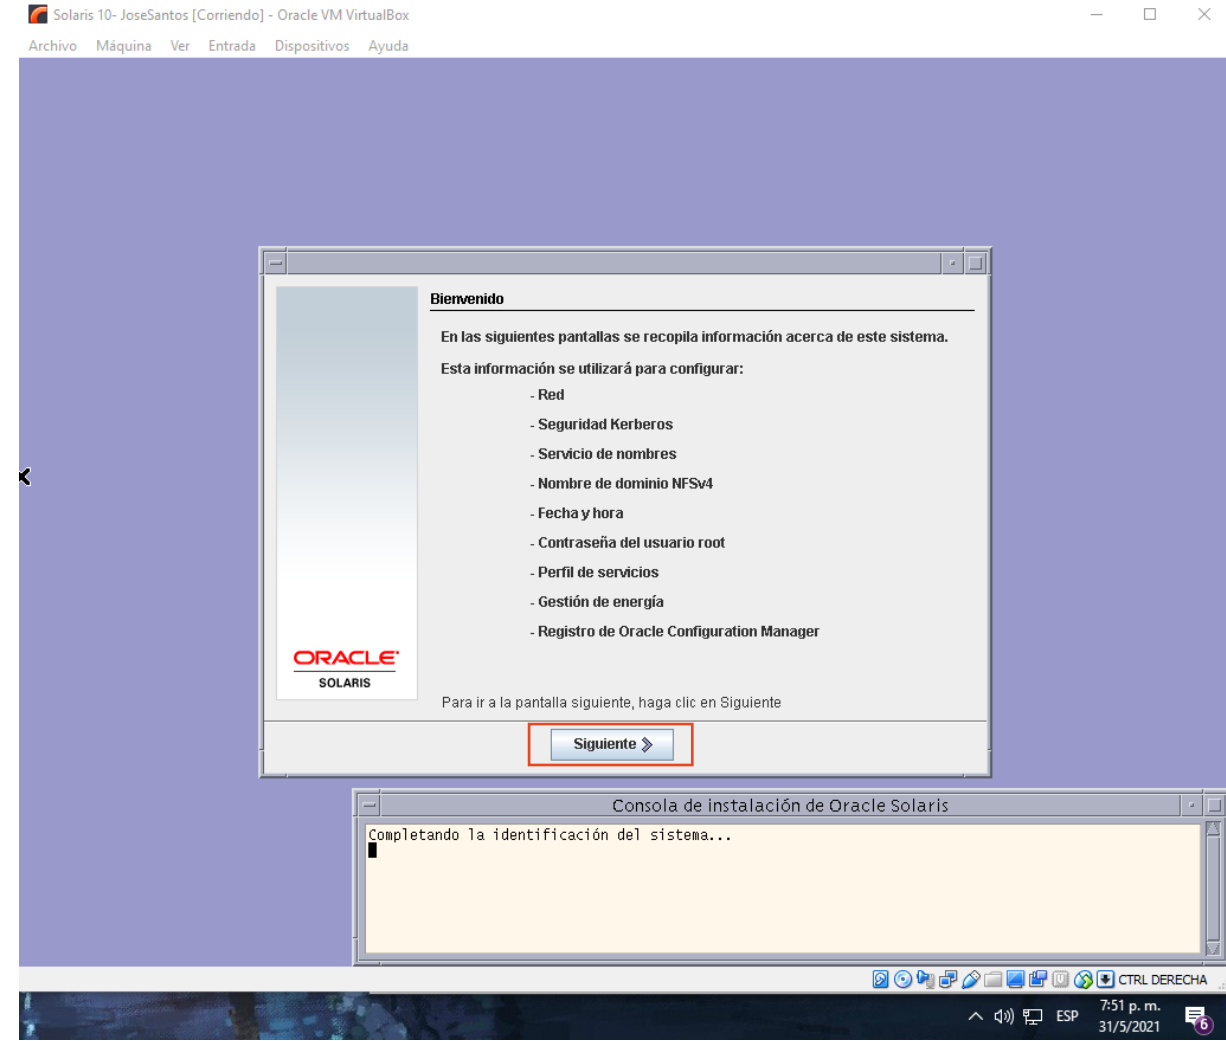 Solaris 10- JoseSantos [Corriendo] - Oracle VM VirtualBox
Archivo Máquina Ver Entrada Dispositivos Ayuda
Bienvenido
En las siguientes pantallas se recopila información acerca de este sistema.
Esta información se utilizará para configurar:
- Red
- Seguridad Kerberos
- Servicio de nombres
- Nombre de dominio NFSv4
- Fecha y hora
- Contraseña del usuario root
- Perfil de servicios
- Gestión de energía
- Registro de Oracle Configuration Manager
ORACLE
SOLARIS
Para ir a la pantalla siguiente, haga clic en Siguiente
Siguiente
Consola de instalación de Oracle Solaris
Completando la identificación del sistema...
CTRL DERECHA
ESP
7:51 p. m.
31/5/2021
6